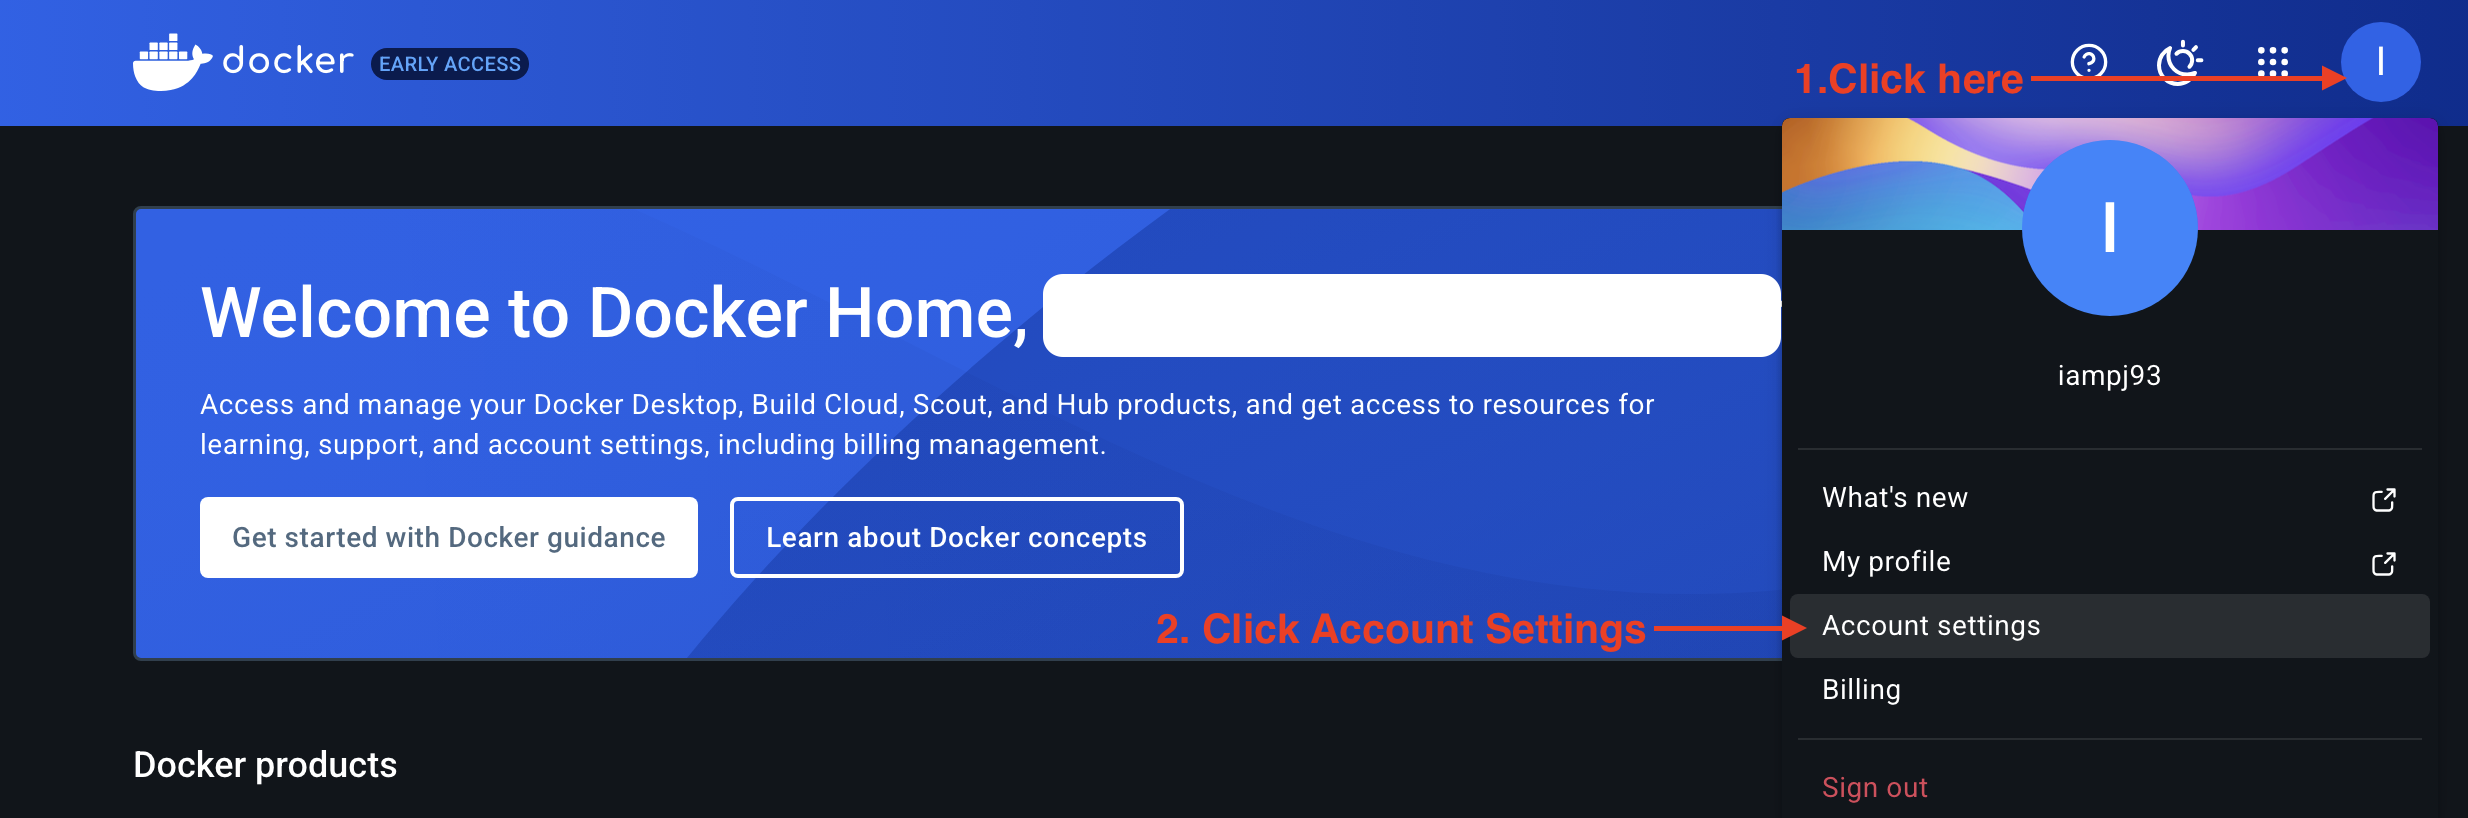 docker EARLY ACCESS
1.Click here
I
I
iampj93
Welcome to Docker Home,
Access and manage your Docker Desktop, Build Cloud, Scout, and Hub products, and get access to resources for
learning, support, and account settings, including billing management.
Get started with Docker guidance
Learn about Docker concepts
What's new
My profile
2. Click Account Settings
Account settings
Billing
Docker products
Sign out